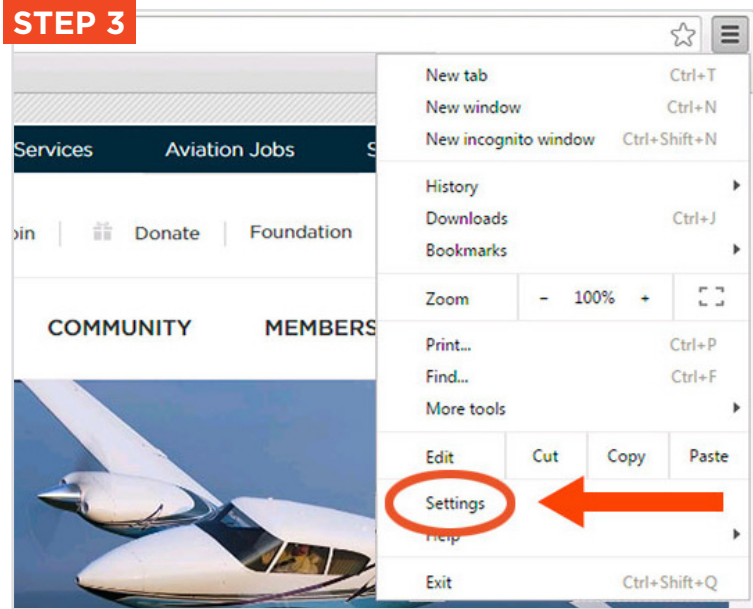 STEP 3
New tab Ctrl+T
New window Ctrl+N
New incognito window Ctrl+Shift+N
Services Aviation Jobs
History
Downloads Ctrl+J
Bookmarks
Donate Foundation
Zoom - 100% +
COMMUNITY MEMBERS
Print... Ctrl+P
Find... Ctrl+F
More tools
Edit Cut Copy Paste
Settings
Help
Exit Ctrl+Shift+Q